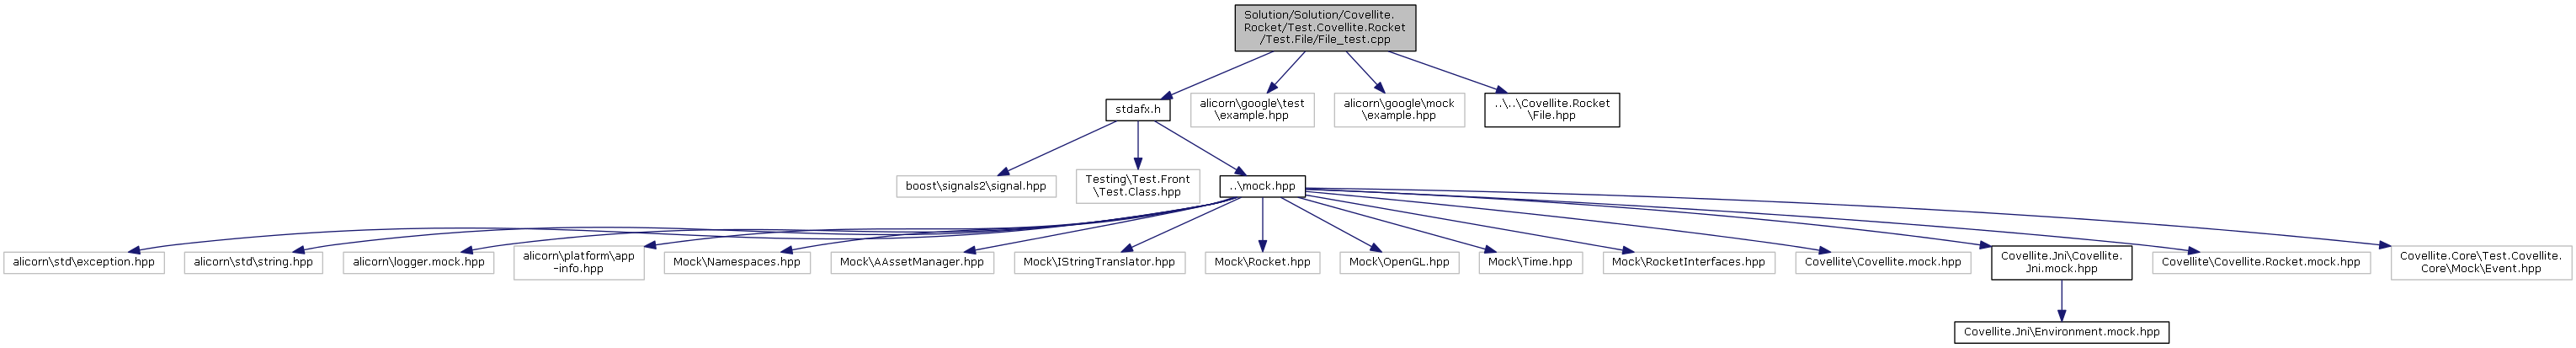 Solution/Solution/Covellite.
Rocket/Test.Covellite.Rocket
/Test.File/File_test.cpp
stdafx.h
alicorn\google\test
\example.hpp
alicorn\google\mock
\example.hpp
..\..\Covellite.Rocket
\File.hpp
boost\signals2\signal.hpp
Testing\Test.Front
\Test.Class.hpp
..\mock.hpp
alicorn\std\exception.hpp
alicorn\std\string.hpp
alicorn\logger.mock.hpp
alicorn\platform\app
-info.hpp
Mock\Namespaces.hpp
Mock\AAssetManager.hpp
Mock\IStringTranslator.hpp
Mock\Rocket.hpp
Mock\OpenGL.hpp
Mock\Time.hpp
Mock\RocketInterfaces.hpp
Covellite\Covellite.mock.hpp
Covellite.Jni\Covellite.
Jni.mock.hpp
Covellite\Covellite.Rocket.mock.hpp
Covellite.Core\Test.Covellite.
Core\Mock\Event.hpp
Covellite.Jni\Environment.mock.hpp